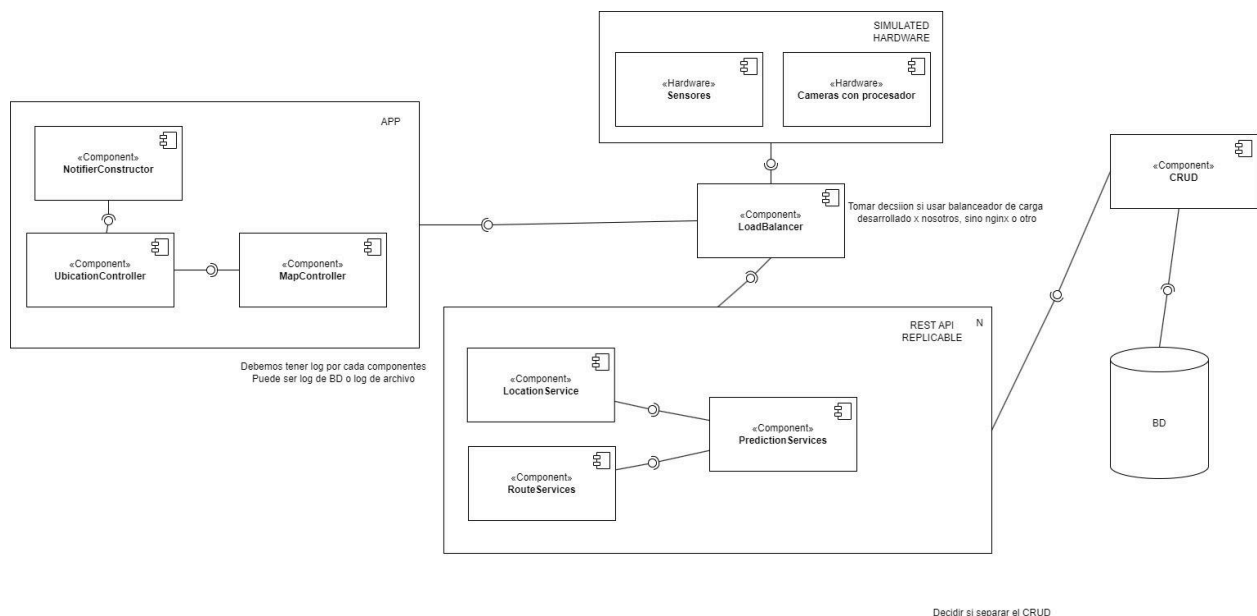 SIMULATED
HARDWARE
«Hardware»
Sensores
«Hardware»
Cameras con procesador
APP
«Component»
NotifierConstructor
«Component»
UbicationController
«Component»
MapController
«Component»
LoadBalancer
Tomar decsiion si usar balanceador de carga
desarrollado x nosotros, sino nginx o otro
«Component»
CRUD
Debemos tener log por cada componentes
Puede ser log de BD o log de archivo
REST API
REPLICABLE
N
«Component»
LocationService
«Component»
PredictionServices
«Component»
RouteServices
BD
Decidir si separar el CRUD